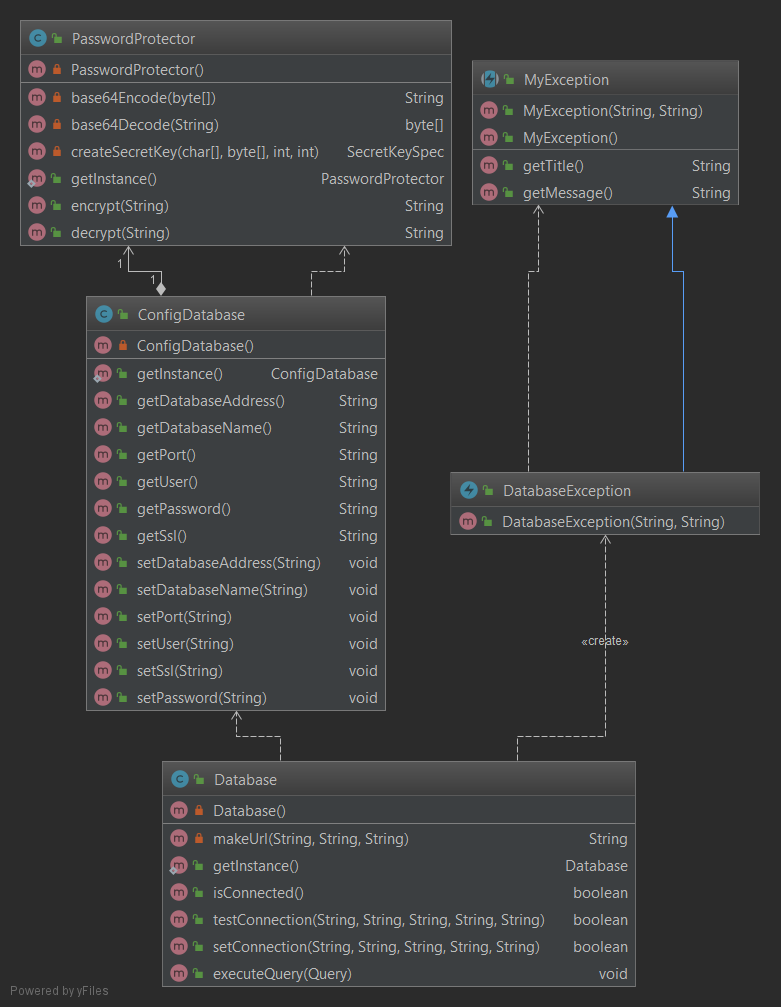 PasswordProtector
PasswordProtector()
base64Encode(byte[]) String
base64Decode(String) byte[]
createSecretKey(char[], byte[], int, int) SecretKeySpec
getInstance() PasswordProtector
encrypt(String) String
decrypt(String) String
MyException
MyException(String, String)
MyException()
getTitle() String
getMessage() String
1
1
ConfigDatabase
ConfigDatabase()
getInstance() ConfigDatabase
getDatabaseAddress() String
getDatabaseName() String
getPort() String
getUser() String
getPassword() String
getSsl() String
setDatabaseAddress(String) void
setDatabaseName(String) void
setPort(String) void
setUser(String) void
setSsl(String) void
setPassword(String) void
DatabaseException
DatabaseException(String, String)
«create»
Database
Database()
makeUrl(String, String, String) String
getInstance() Database
isConnected() boolean
testConnection(String, String, String, String, String) boolean
setConnection(String, String, String, String, String) boolean
executeQuery(Query) void
Powered by yFiles